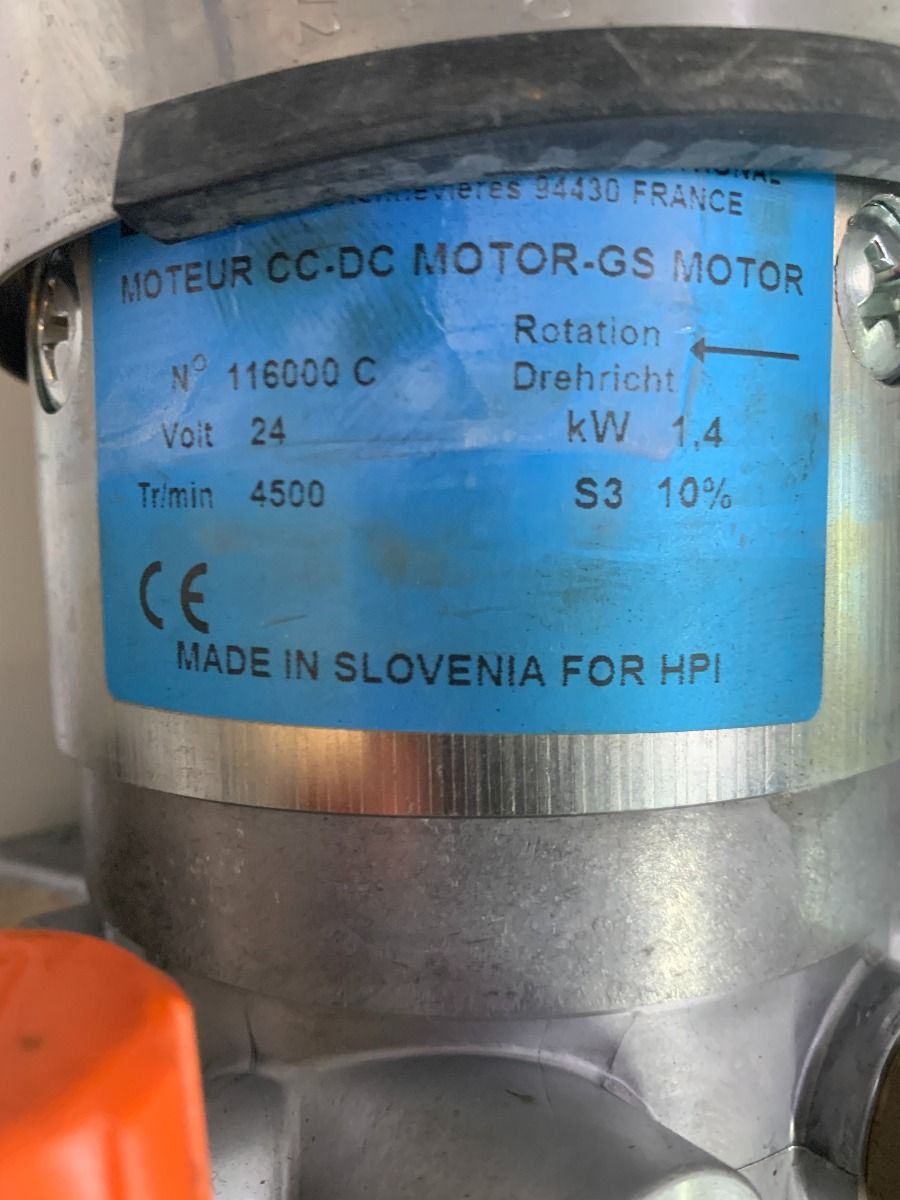 94430 FRANCE
MOTEUR CC-DC MOTOR-GS MOTOR
Rotation
Drehricht
N° 116000 C
Volt 24
kW 1,4
Tr/min 4500
S3 10%
CE
MADE IN SLOVENIA FOR HPI